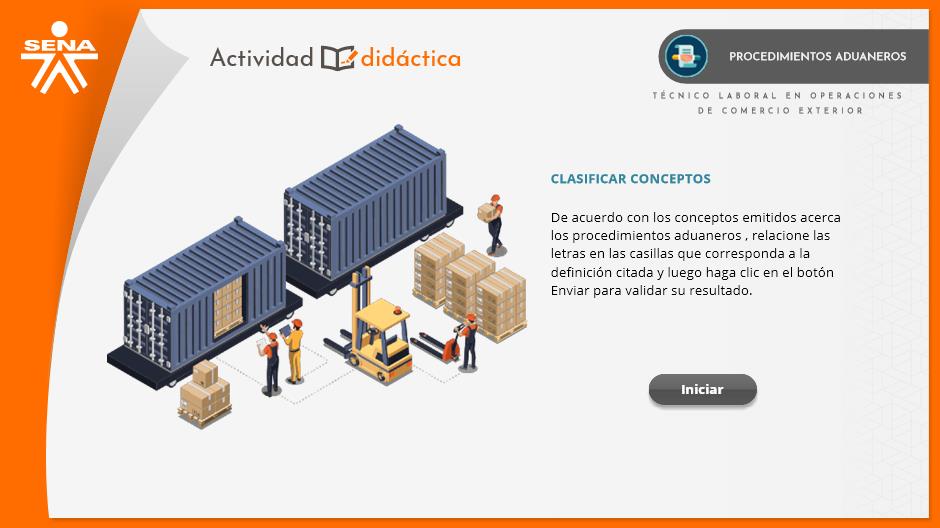 SENA
Actividad didáctica
PROCEDIMIENTOS ADUANEROS
TÉCNICO LABORAL EN OPERACIONES
DE COMERCIO EXTERIOR
CLASIFICAR CONCEPTOS
De acuerdo con los conceptos emitidos acerca
los procedimientos aduaneros , relacione las
letras en las casillas que corresponda a la
definición citada y luego haga clic en el botón
Enviar para validar su resultado.
Iniciar